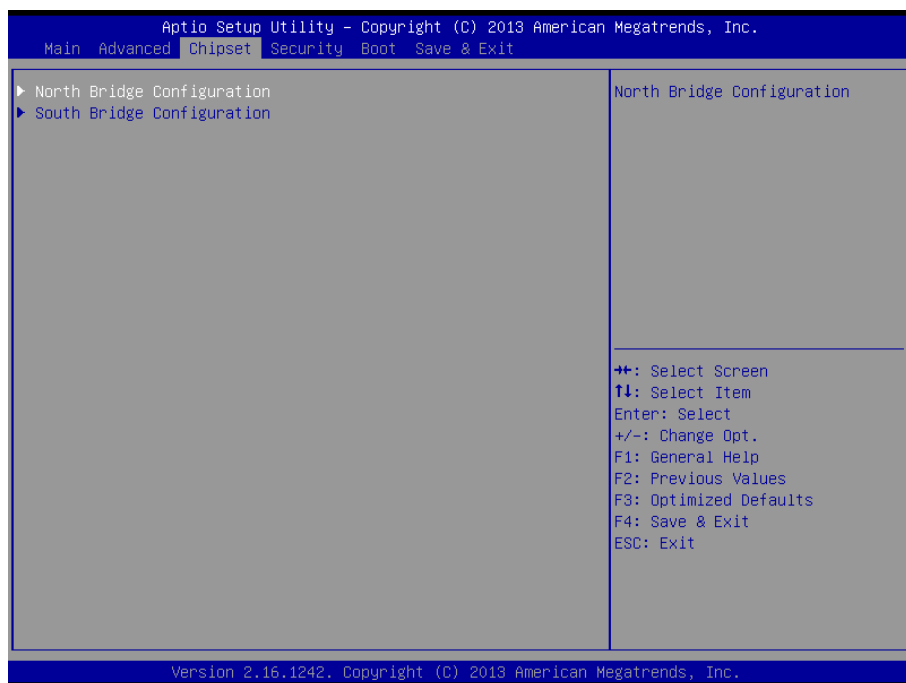 Aptio Setup Utility – Copyright (C) 2013 American Megatrends, Inc.
Main Advanced Chipset Security Boot Save & Exit
▶ North Bridge Configuration
▶ South Bridge Configuration
North Bridge Configuration
→←: Select Screen
↑↓: Select Item
Enter: Select
+/-: Change Opt.
F1: General Help
F2: Previous Values
F3: Optimized Defaults
F4: Save & Exit
ESC: Exit
Version 2.16.1242. Copyright (C) 2013 American Megatrends, Inc.